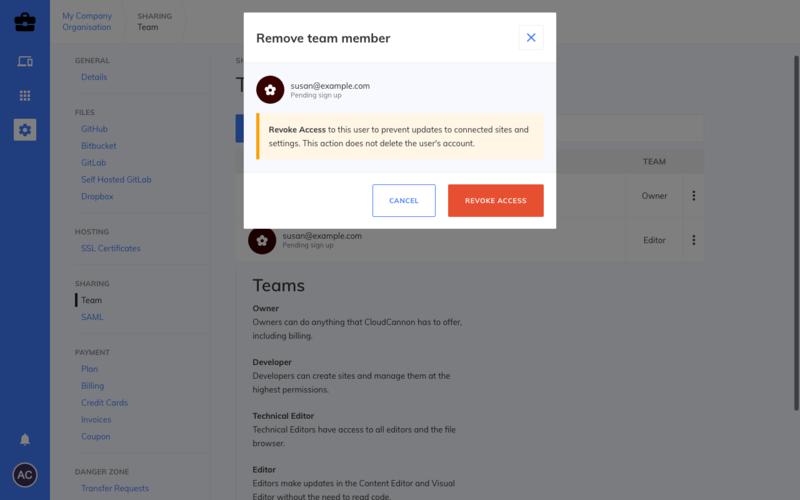 My Company
Organisation
SHARING
Team
GENERAL
Details
FILES
GitHub
Bitbucket
GitLab
Self Hosted GitLab
Dropbox
HOSTING
SSL Certificates
SHARING
Team
SAML
PAYMENT
Plan
Billing
Credit Cards
Invoices
Coupon
DANGER ZONE
Transfer Requests
AC
Remove team member
susan@example.com
Pending sign up
Revoke Access to this user to prevent updates to connected sites and
settings. This action does not delete the user's account.
CANCEL
REVOKE ACCESS
TEAM
Owner
susan@example.com
Pending sign up
Editor
Teams
Owner
Owners can do anything that CloudCannon has to offer,
including billing.
Developer
Developers can create sites and manage them at the
highest permissions.
Technical Editor
Technical Editors have access to all editors and the file
browser.
Editor
Editors make updates in the Content Editor and Visual
Editor without the need to read code.